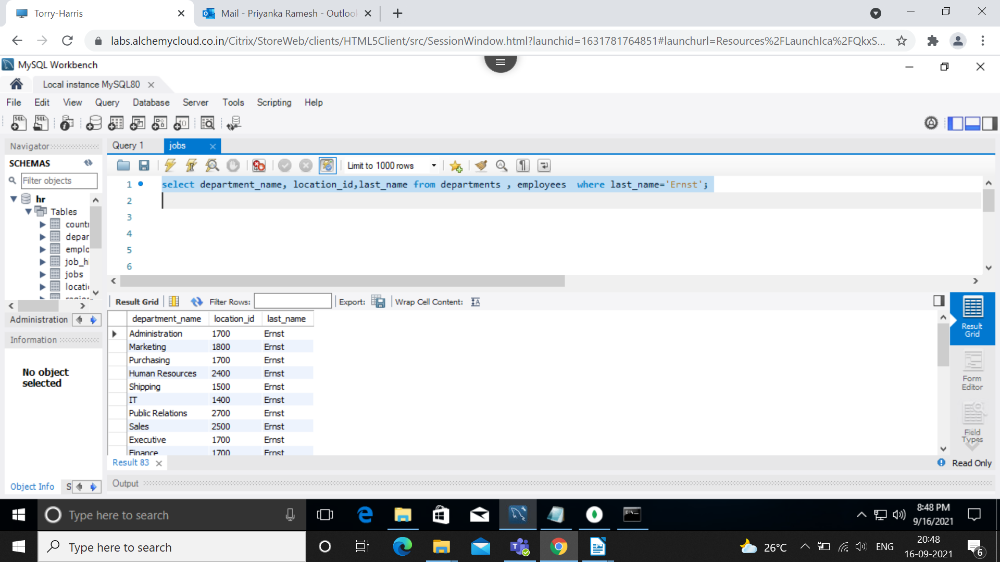 Torry-Harris
Mail - Priyanka Ramesh - Outlook
labs.alchemycloud.co.in/Citrix/StoreWeb/clients/HTML5Client/src/SessionWindow.html?launchid=1631781764851#launchurl=Resources%2FLaunchIca%2FQkxS...
MySQL Workbench
Local instance MySQL80
File Edit View Query Database Server Tools Scripting Help
Navigator
Query 1 jobs
SCHEMAS
Limit to 1000 rows
Filter objects
1 select department_name, location_id,last_name from departments , employees  where last_name='Ernst';
2
3
4
5
6
hr
Tables
countr
depar
emplo
job_hi
jobs
locatio
region
Administration
Result Grid Filter Rows: Export: Wrap Cell Content:
Information
No object
selected
department_name location_id last_name
Administration 1700 Ernst
Marketing 1800 Ernst
Purchasing 1700 Ernst
Human Resources 2400 Ernst
Shipping 1500 Ernst
IT 1400 Ernst
Public Relations 2700 Ernst
Sales 2500 Ernst
Executive 1700 Ernst
Finance 1700 Ernst
Result
Grid
Form
Editor
Field
Types
Result 83
Read Only
Object Info S
Output
Type here to search
8:48 PM
9/16/2021
Type here to search
26°C
ENG
20:48
16-09-2021
6